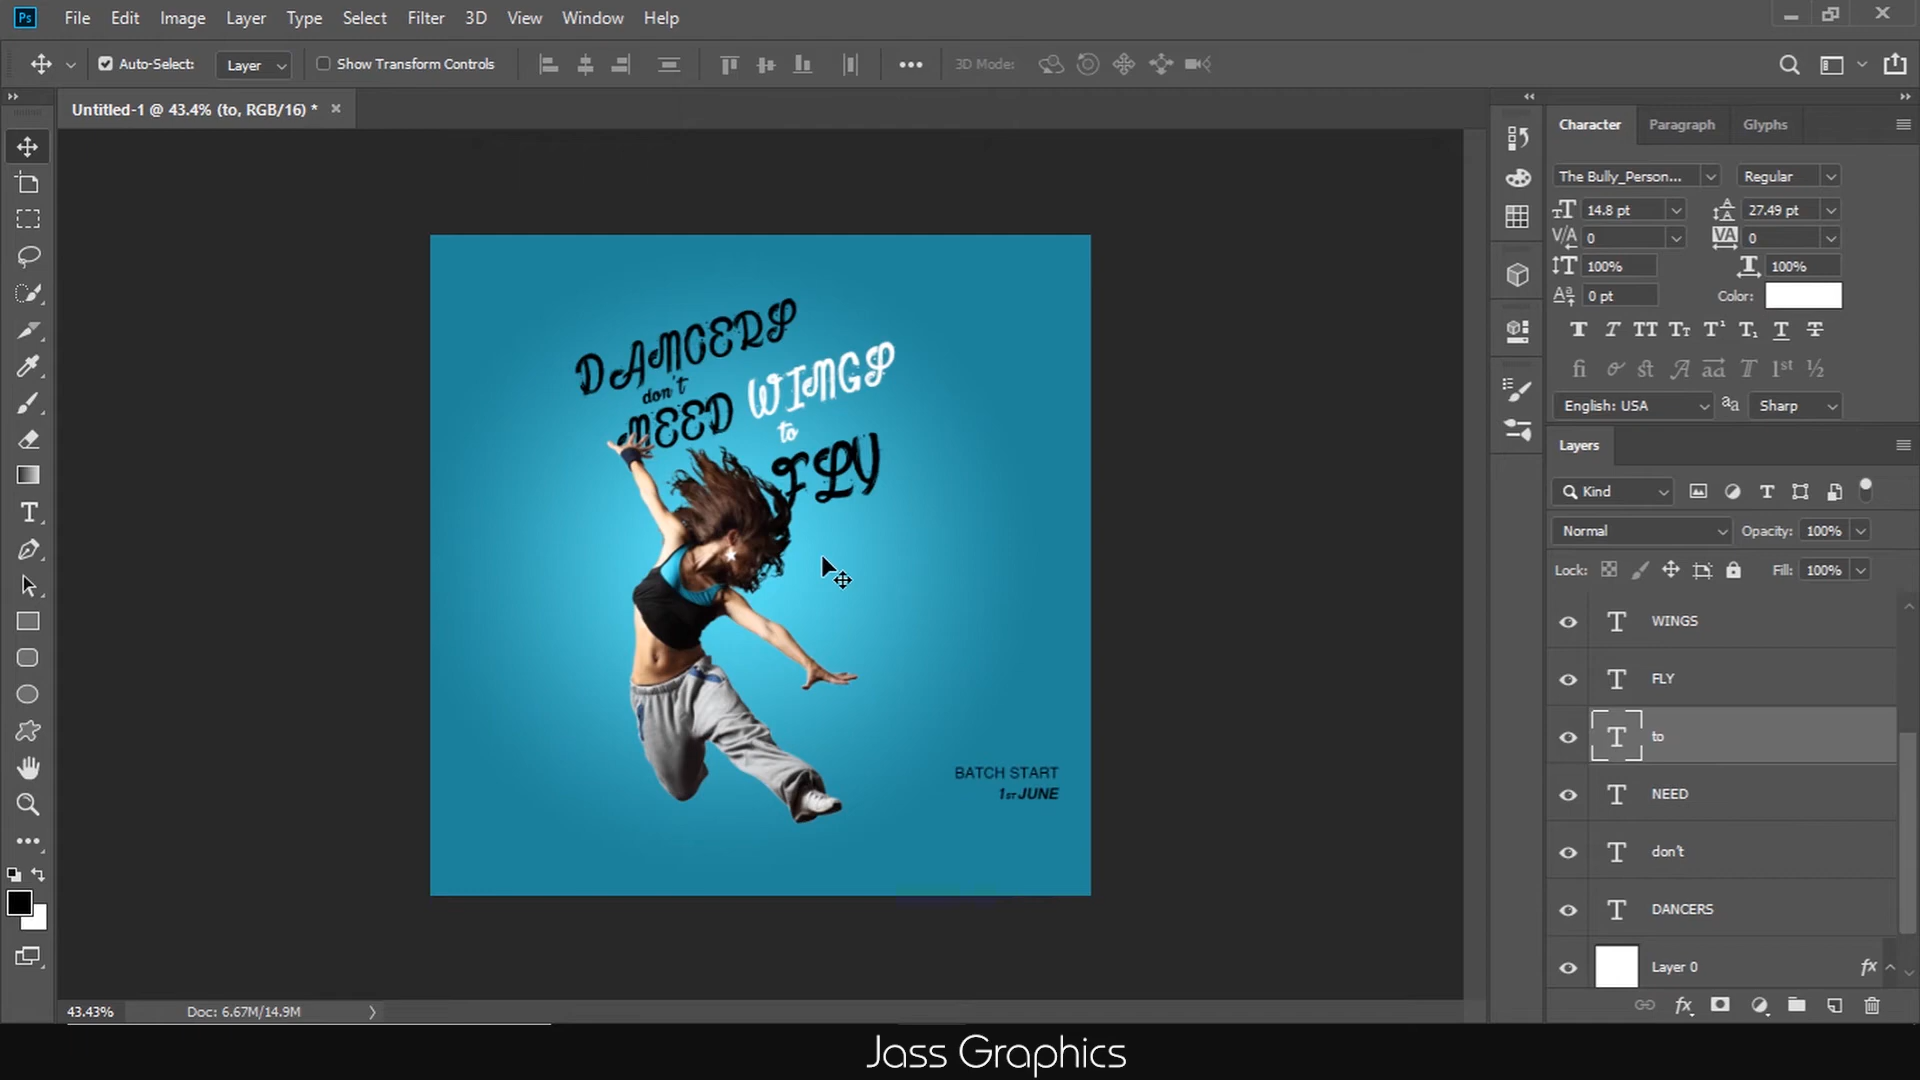 Ps File Edit Image Layer Type Select Filter 3D View Window Help
Auto-Select: Layer Show Transform Controls 3D Mode:
Untitled-1 @ 43.4% (to, RGB/16) *
DANCERS
don't
NEED WINGS
to
FLY
BATCH START
1ST JUNE
43.43% Doc: 6.67M/14.9M
Character Paragraph Glyphs
The Bully_Person... Regular
14.8 pt 27.49 pt
0 0
100% 100%
0 pt Color:
English: USA aa Sharp
Layers
Kind
Normal Opacity: 100%
Lock: Fill: 100%
WINGS
FLY
to
NEED
don't
DANCERS
Layer 0 fx
Jass Graphics